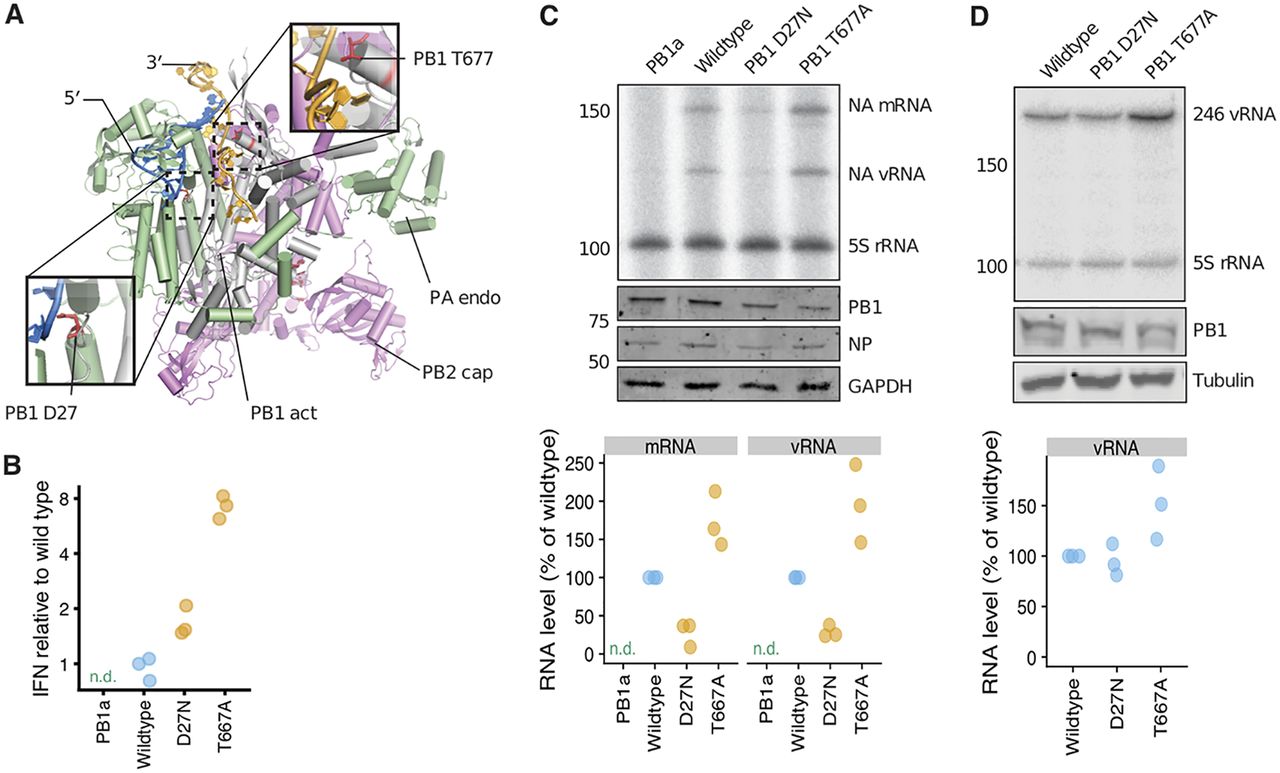 A
3′
5′
PB1 T677
PA endo
PB2 cap
PB1 D27
PB1 act
B
IFN relative to wild type
8
4
2
1
n.d.
PB1a
Wildtype
D27N
T667A
C
PB1a
Wildtype
PB1 D27N
PB1 T677A
150
100
75
50
NA mRNA
NA vRNA
5S rRNA
PB1
NP
GAPDH
RNA level (% of wildtype)
mRNA
vRNA
250
200
150
100
50
0
n.d.
n.d.
PB1a
Wildtype
D27N
T667A
PB1a
Wildtype
D27N
T667A
D
Wildtype
PB1 D27N
PB1 T677A
150
100
246 vRNA
5S rRNA
PB1
Tubulin
RNA level (% of wildtype)
vRNA
150
100
50
0
Wildtype
D27N
T667A